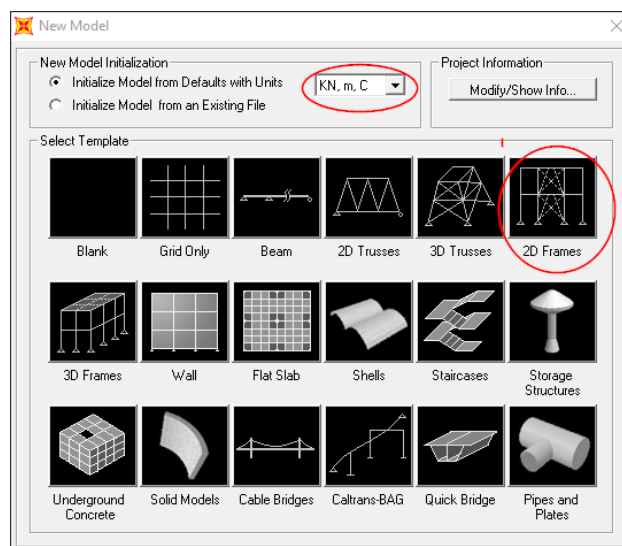 New Model
New Model Initialization
Initialize Model from Defaults with Units
KN, m, C
Initialize Model from an Existing File
Project Information
Modify/Show Info...
Select Template
Blank
Grid Only
Beam
2D Trusses
3D Trusses
2D Frames
3D Frames
Wall
Flat Slab
Shells
Staircases
Storage
Structures
Underground
Concrete
Solid Models
Cable Bridges
Caltrans-BAG
Quick Bridge
Pipes and
Plates